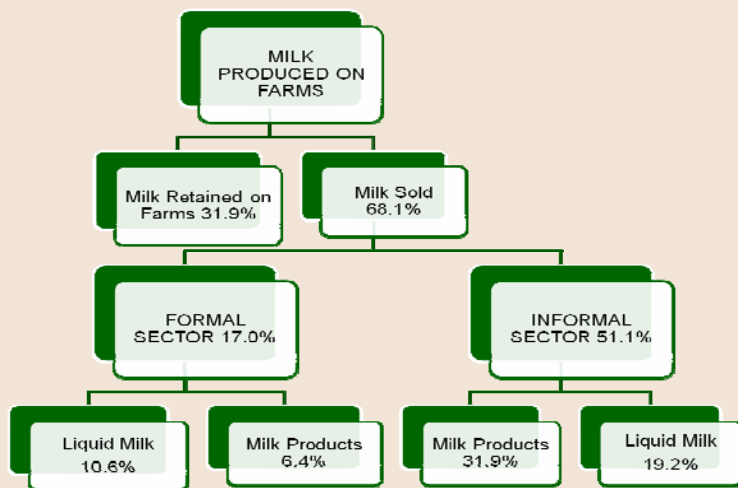 MILK
PRODUCED ON
FARMS
Milk Retained on
Farms 31.9%
Milk Sold
68.1%
FORMAL
SECTOR 17.0%
INFORMAL
SECTOR 51.1%
Liquid Milk
10.6%
Milk Products
6.4%
Milk Products
31.9%
Liquid Milk
19.2%